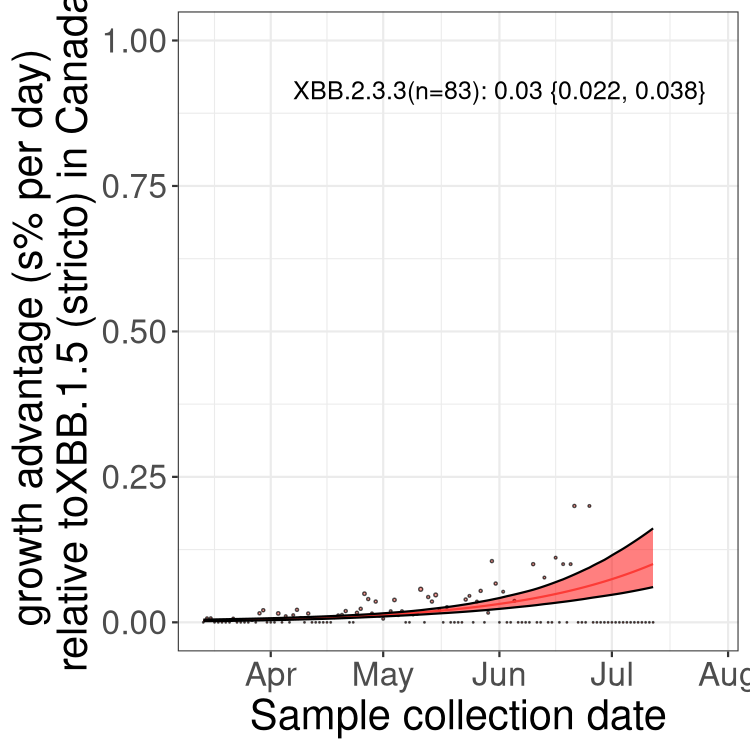 growth advantage (s% per day)
relative toXBB.1.5 (stricto) in Canada
1.00
0.75
0.50
0.25
0.00
XBB.2.3.3(n=83): 0.03 {0.022, 0.038}
Apr May Jun Jul Aug
Sample collection date